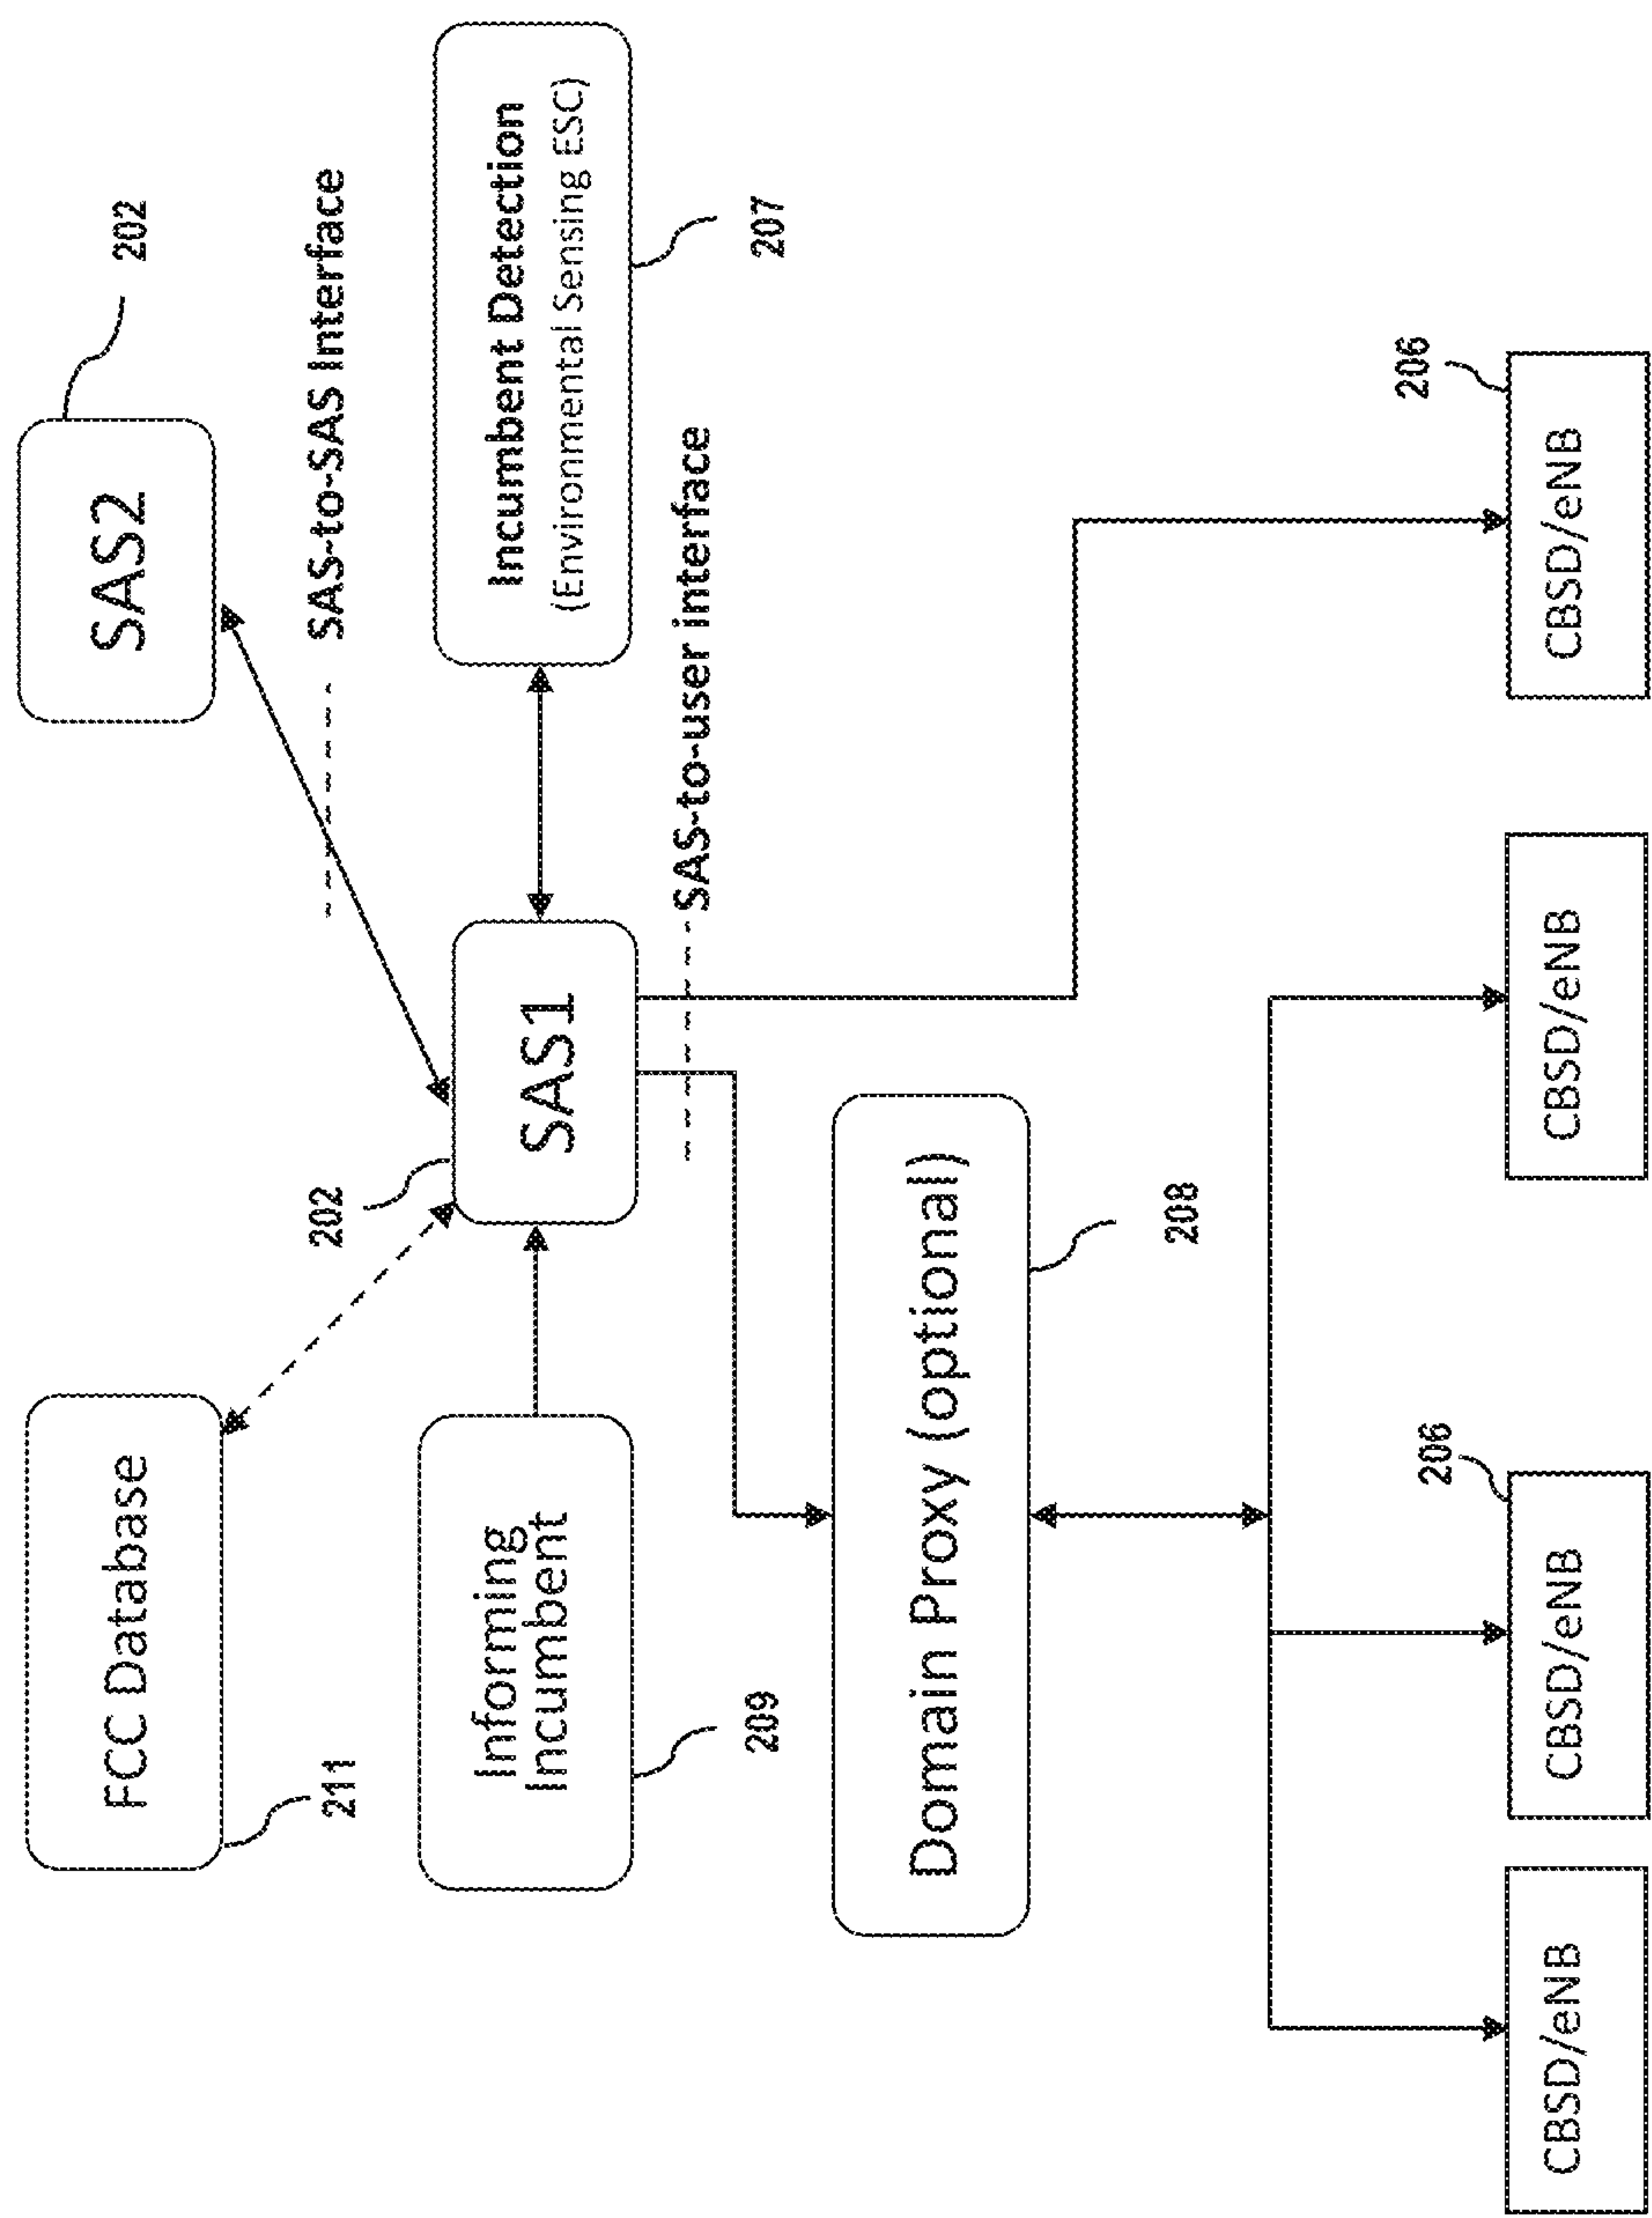 FCC Database
211
SAS2
202
SAS-to-SAS Interface
202
Informing
Incumbent
209
SAS1
Incumbent Detection
(Environmental Sensing ESC)
207
SAS-to-user interface
Domain Proxy (optional)
208
206
206
CBSD/eNB
CBSD/eNB
CBSD/eNB
CBSD/eNB